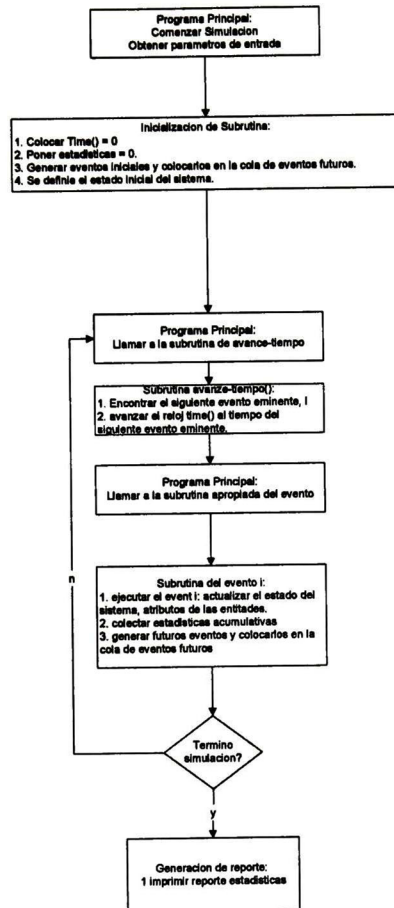 Programa Principal:
Comenzar Simulacion
Obtener parametros de entrada
Inicializacion de Subrutina:
1. Colocar Time() = 0
2. Poner estadisticas = 0.
3. Generar eventos iniciales y colocarlos en la cola de eventos futuros.
4. Se definie el estado inicial del sistema.
Programa Principal:
Llamar a la subrutina de avance-tiempo
Subrutina avanze-tiempo():
1. Encontrar el siguiente evento eminente, I
2. avanzar el reloj time() al tiempo del
siguiente evento eminente.
Programa Principal:
Llamar a la subrutina apropiada del evento
n
Subrutina del evento i:
1. ejecutar el event i: actualizar el estado del
sistema, atributos de las entitades.
2. colectar estadisticas acumulativas
3. generar futuros eventos y colocarlos en la
cola de eventos futuros
Termino
simulacion?
y
Generacion de reporte:
1 imprimir reporte estadisticas